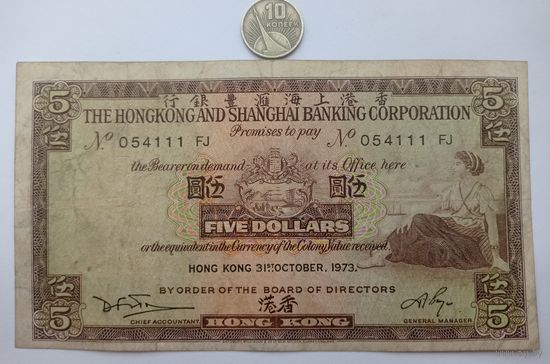 10
КОПЕЕК
行銀豐滙海上港香
5 THE HONGKONG AND SHANGHAI BANKING CORPORATION 5
伍 Promises to pay 伍
Nº 054111 FJ Nº 054111 FJ
the Bearer on demand at its Office here
圓伍 圓伍
FIVE DOLLARS
or the equivalent in the Currency of the Colony Value received.
HONG KONG 31ST OCTOBER, 1973.
BY ORDER OF THE BOARD OF DIRECTORS
伍 港香 伍
5 CHIEF ACCOUNTANT HONG KONG GENERAL MANAGER 5